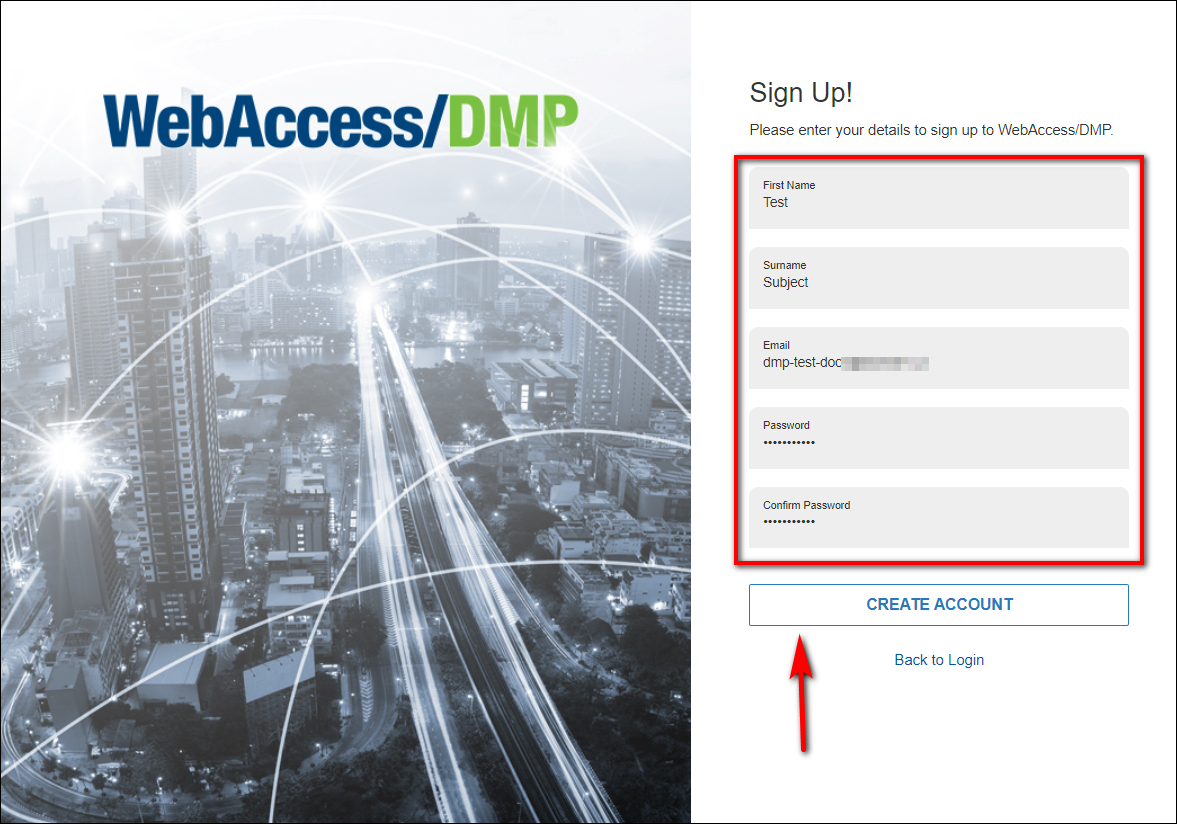 WebAccess/DMP
Sign Up!
Please enter your details to sign up to WebAccess/DMP.
First Name
Test
Surname
Subject
Email
dmp-test-doc
Password
•••••••••••
Confirm Password
•••••••••••
CREATE ACCOUNT
Back to Login